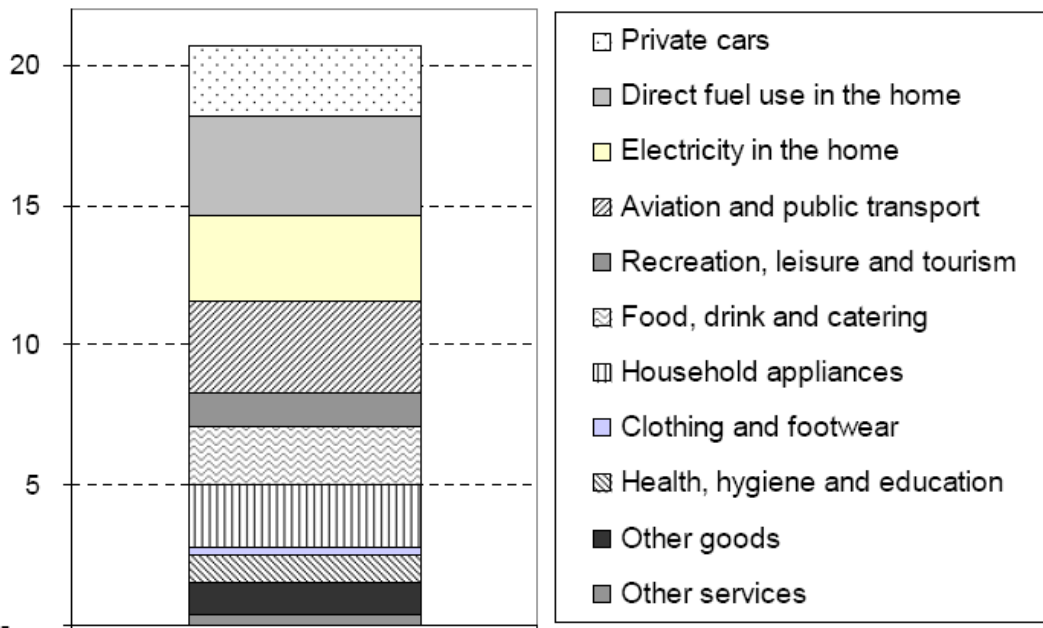 20
15
10
5
Private cars
Direct fuel use in the home
Electricity in the home
Aviation and public transport
Recreation, leisure and tourism
Food, drink and catering
Household appliances
Clothing and footwear
Health, hygiene and education
Other goods
Other services